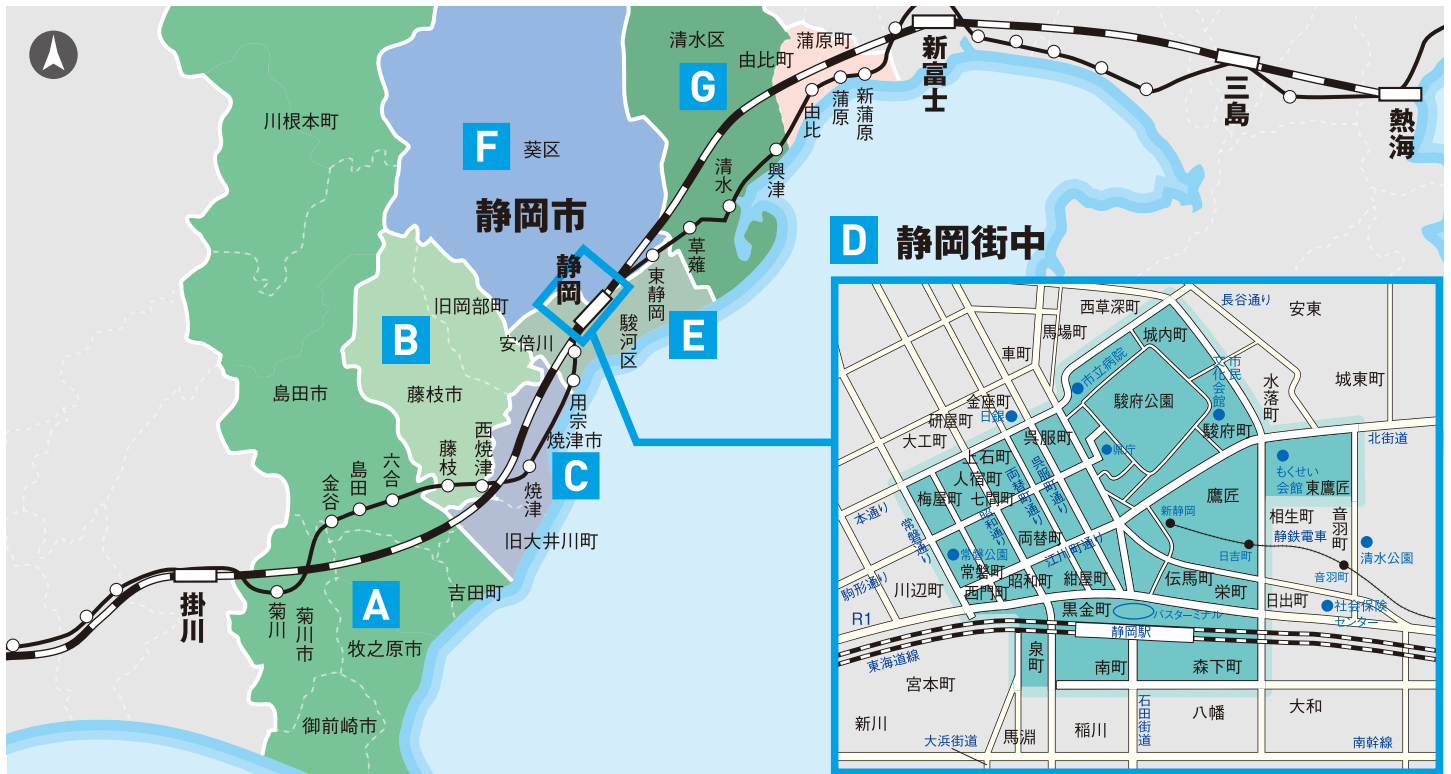 清水区
由比町
蒲原町
G
新富士
三島
熱海
由比
蒲原
新蒲原
川根本町
F
葵区
清水
興津
静岡市
草薙
東静岡
静岡
駿河区
E
旧岡部町
安倍川
B
島田市
藤枝市
用宗
焼津市
西焼津
藤枝
六合
島田
金谷
焼津
C
旧大井川町
掛川
菊川
菊川市
A
吉田町
牧之原市
御前崎市
D 静岡街中
西草深町
長谷通り
安東
馬場町
城内町
車町
市立病院
市民文化会館
水落町
城東町
金座町
日銀
研屋町
大工町
駿府公園
駿府町
呉服町
上石町
県庁
北街道
人宿町
両替町通り
呉服町通り
もくせい会館
東鷹匠
梅屋町
七間町
昭和通り
鷹匠
本通り
常磐通り
新静岡
相生町
音羽町
両替町
江川町通り
静鉄電車
常磐公園
日吉町
清水公園
常磐町
昭和町
紺屋町
伝馬町
音羽町
駒形通り
川辺町
西門町
栄町
日出町
社会保険センター
R1
黒金町
バスターミナル
静岡駅
東海道線
泉町
南町
森下町
宮本町
新川
大浜街道
馬淵
稲川
石田街道
八幡
大和
南幹線